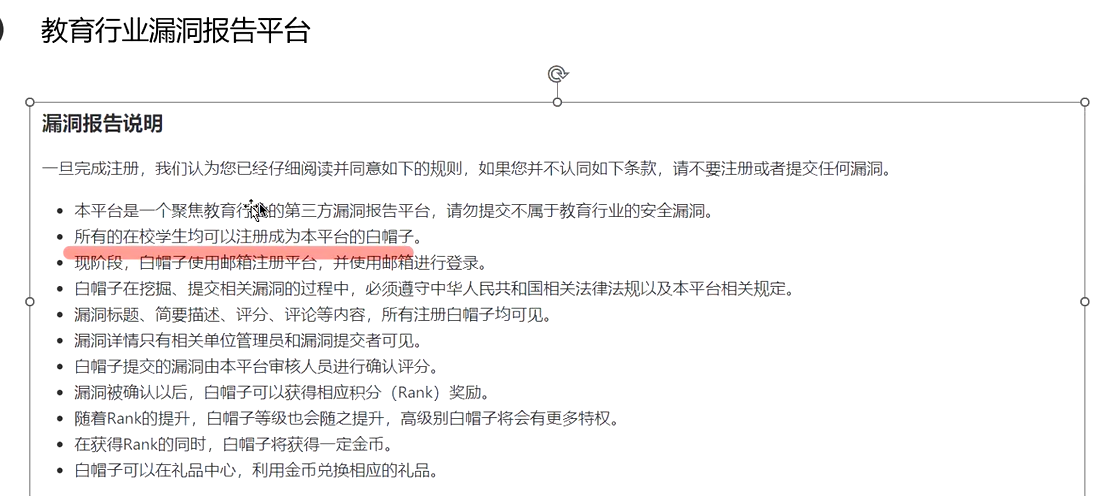 教育行业漏洞报告平台
漏洞报告说明
一旦完成注册，我们认为您已经仔细阅读并同意如下的规则，如果您并不认同如下条款，请不要注册或者提交任何漏洞。
本平台是一个聚焦教育行业的第三方漏洞报告平台，请勿提交不属于教育行业的安全漏洞。
所有的在校学生均可以注册成为本平台的白帽子。
现阶段，白帽子使用邮箱注册平台，并使用邮箱进行登录。
白帽子在挖掘、提交相关漏洞的过程中，必须遵守中华人民共和国相关法律法规以及本平台相关规定。
漏洞标题、简要描述、评分、评论等内容，所有注册白帽子均可见。
漏洞详情只有相关单位管理员和漏洞提交者可见。
白帽子提交的漏洞由本平台审核人员进行确认评分。
漏洞被确认以后，白帽子可以获得相应积分（Rank）奖励。
随着Rank的提升，白帽子等级也会随之提升，高级别白帽子将会有更多特权。
在获得Rank的同时，白帽子将获得一定金币。
白帽子可以在礼品中心，利用金币兑换相应的礼品。